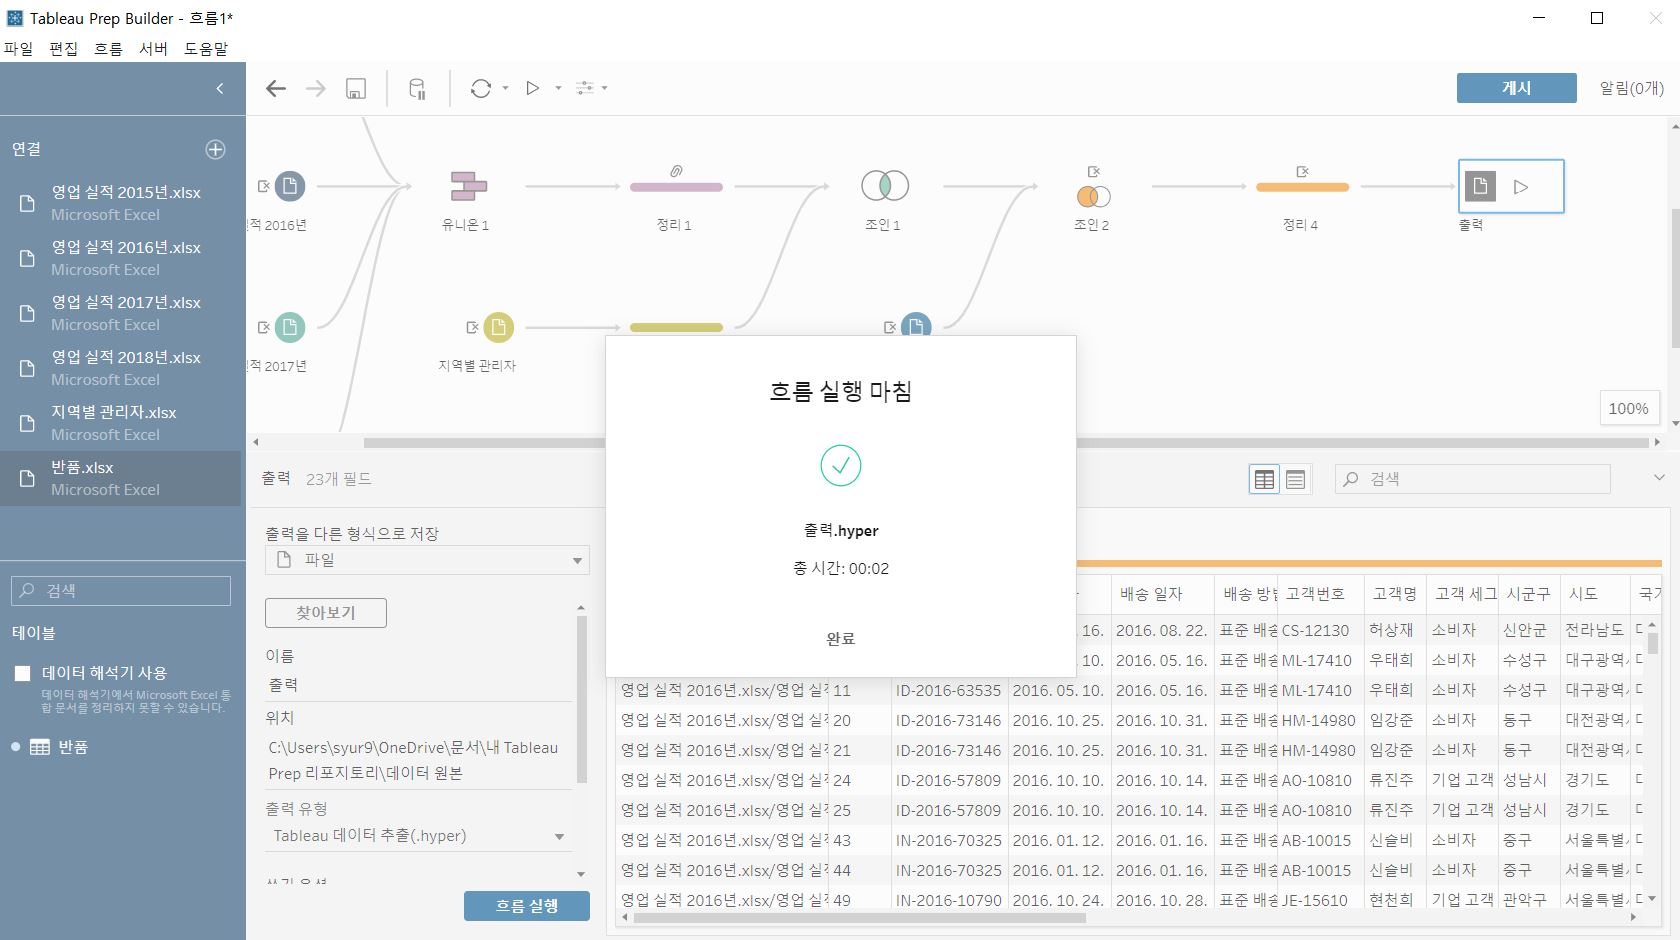 Tableau Prep Builder - 흐름1*
파일 편집 흐름 서버 도움말
게시 알림(0개)
연결
영업 실적 2015년.xlsx
Microsoft Excel
영업 실적 2016년.xlsx
Microsoft Excel
영업 실적 2017년.xlsx
Microsoft Excel
영업 실적 2018년.xlsx
Microsoft Excel
지역별 관리자.xlsx
Microsoft Excel
반품.xlsx
Microsoft Excel
검색
테이블
데이터 해석기 사용
데이터 해석기에서 Microsoft Excel 통
합 문서를 정리하지 못할 수 있습니다.
반품
2016년 유니온 1 정리 1 조인 1 조인 2 정리 4 출력
2017년 지역별 관리자
100%
출력 23개 필드
검색
출력을 다른 형식으로 저장
파일
찾아보기
이름
출력
위치
C:\Users\syur9\OneDrive\문서\내 Tableau
Prep 리포지토리\데이터 원본
출력 유형
Tableau 데이터 추출(.hyper)
흐름 실행
흐름 실행 마침
출력.hyper
총 시간: 00:02
완료
배송 일자 배송 방법 고객번호 고객명 고객 세그 시군구 시도
16. 2016. 08. 22. 표준 배송 CS-12130 허상재 소비자 신안군 전라남도
10. 2016. 05. 16. 표준 배송 ML-17410 우태희 소비자 수성구 대구광역
영업 실적 2016년.xlsx/영업 실적 11 ID-2016-63535 2016. 05. 10. 2016. 05. 16. 표준 배송 ML-17410 우태희 소비자 수성구 대구광역
영업 실적 2016년.xlsx/영업 실적 20 ID-2016-73146 2016. 10. 25. 2016. 10. 31. 표준 배송 HM-14980 임강준 소비자 동구 대전광역
영업 실적 2016년.xlsx/영업 실적 21 ID-2016-73146 2016. 10. 25. 2016. 10. 31. 표준 배송 HM-14980 임강준 소비자 동구 대전광역
영업 실적 2016년.xlsx/영업 실적 24 ID-2016-57809 2016. 10. 10. 2016. 10. 14. 표준 배송 AO-10810 류진주 기업 고객 성남시 경기도
영업 실적 2016년.xlsx/영업 실적 25 ID-2016-57809 2016. 10. 10. 2016. 10. 14. 표준 배송 AO-10810 류진주 기업 고객 성남시 경기도
영업 실적 2016년.xlsx/영업 실적 43 IN-2016-70325 2016. 01. 12. 2016. 01. 16. 표준 배송 AB-10015 신슬비 소비자 중구 서울특별
영업 실적 2016년.xlsx/영업 실적 44 IN-2016-70325 2016. 01. 12. 2016. 01. 16. 표준 배송 AB-10015 신슬비 소비자 중구 서울특별
영업 실적 2016년.xlsx/영업 실적 49 IN-2016-10790 2016. 10. 24. 2016. 10. 28. 표준 배송 JE-15610 현천희 기업 고객 관악구 서울특별